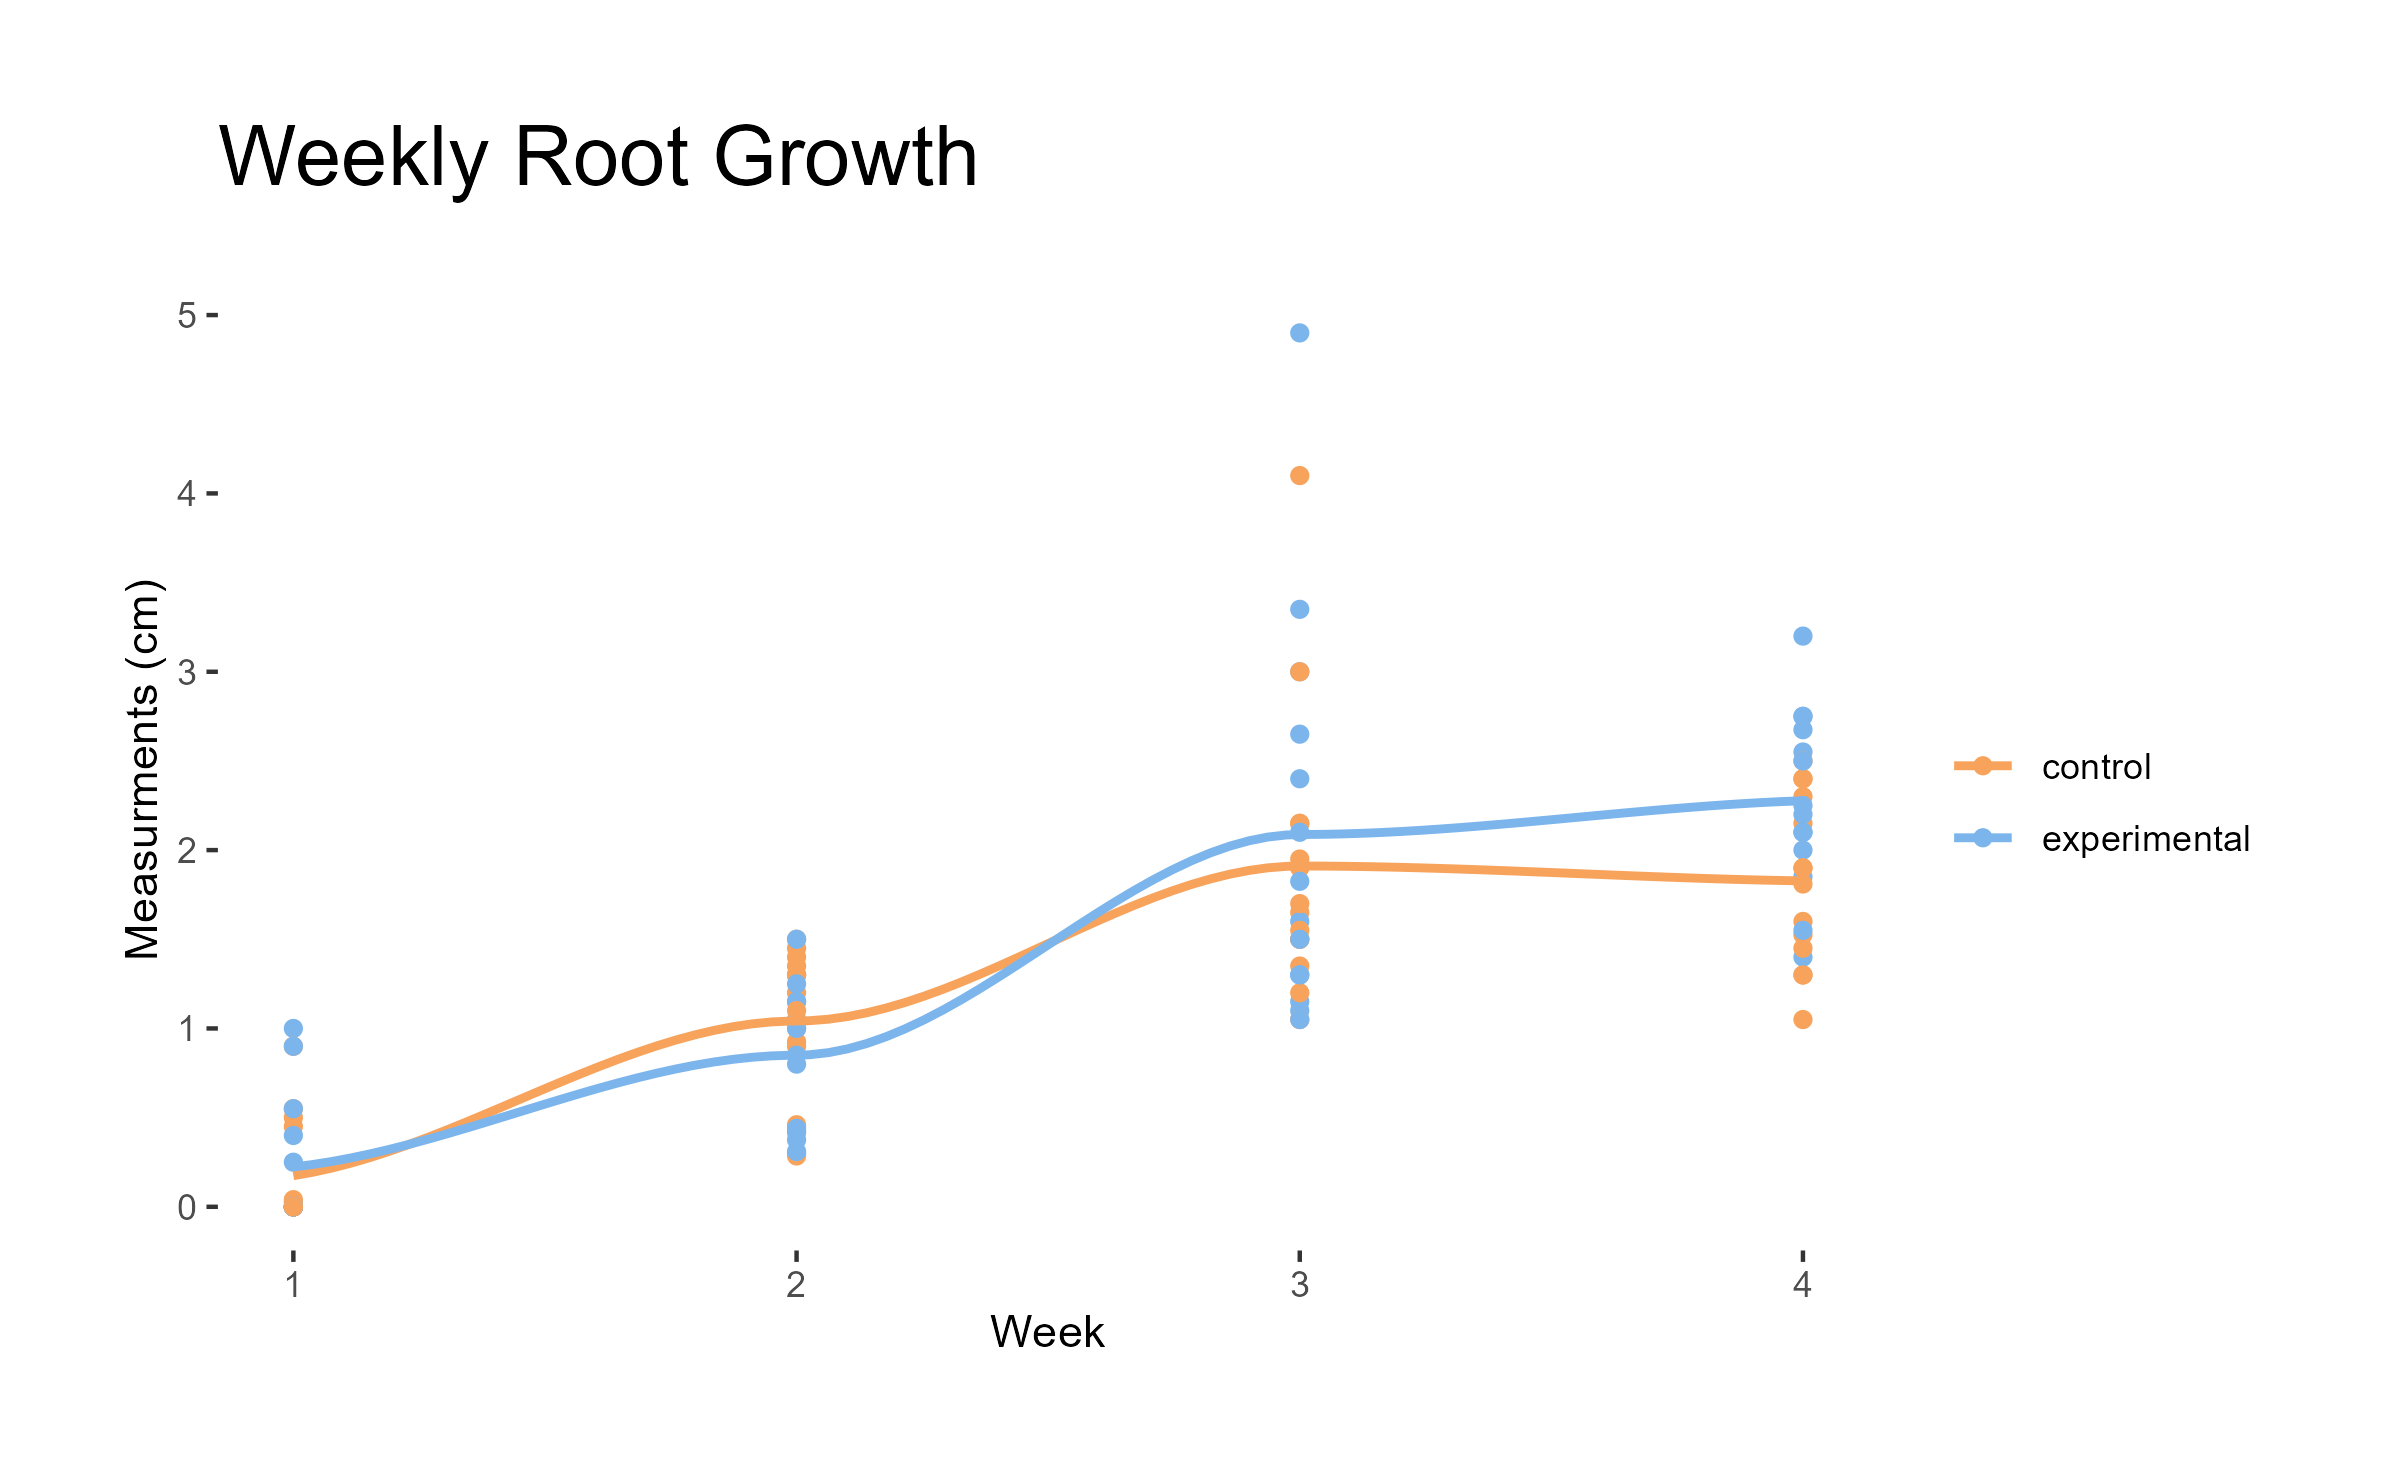 Weekly Root Growth
Measurments (cm)
5
4
3
2
1
0
1 2 3 4
Week
control
experimental